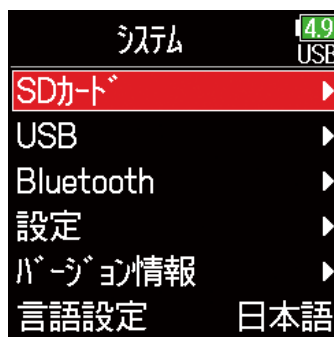 システム
4.9
USB
SDカード
USB
Bluetooth
設定
バージョン情報
言語設定 日本語